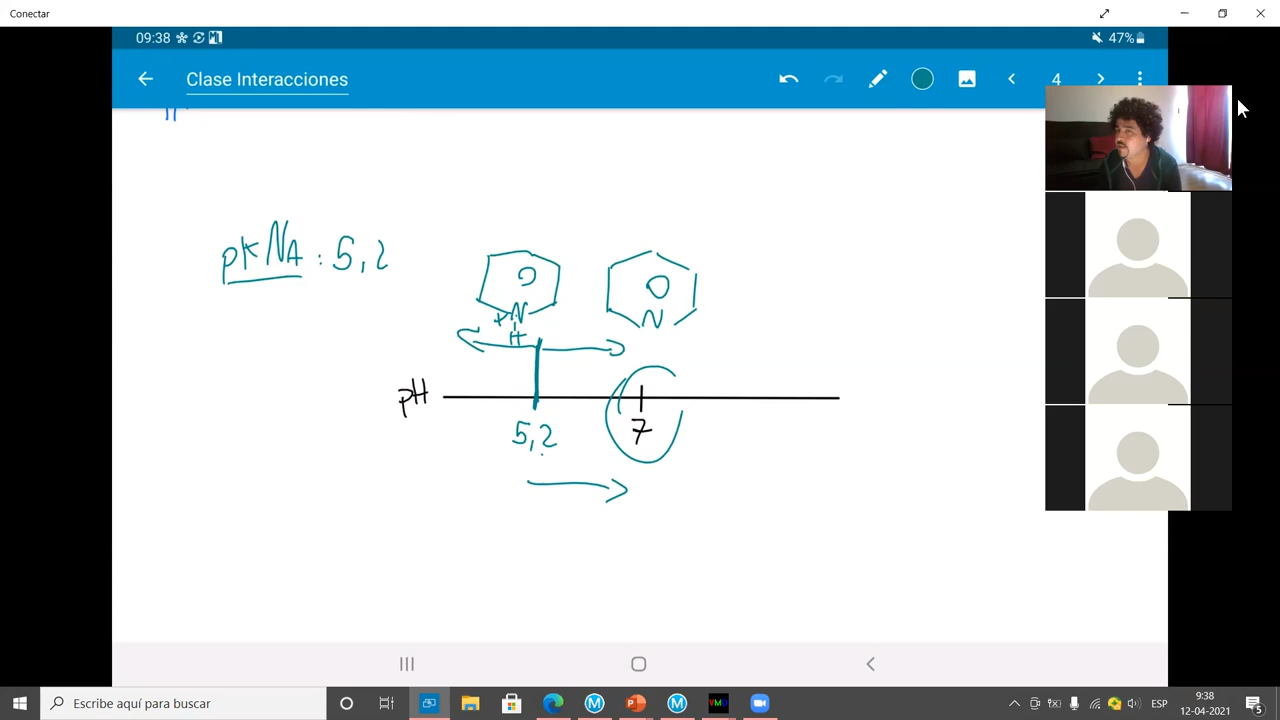 Conectar
09:38
47%
Clase Interacciones
4
pKNA : 5,2
+N
H
N
pH
5,2
7
Escribe aquí para buscar
ESP
9:38
12-04-2021
5